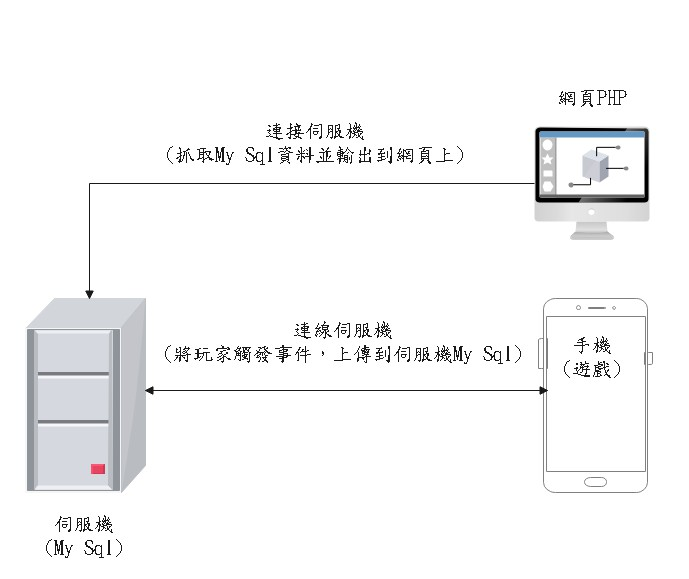 網頁PHP
連接伺服機
(抓取My Sql資料並輸出到網頁上)
連線伺服機
(將玩家觸發事件，上傳到伺服機My Sql)
手機
(遊戲)
伺服機
(My Sql)